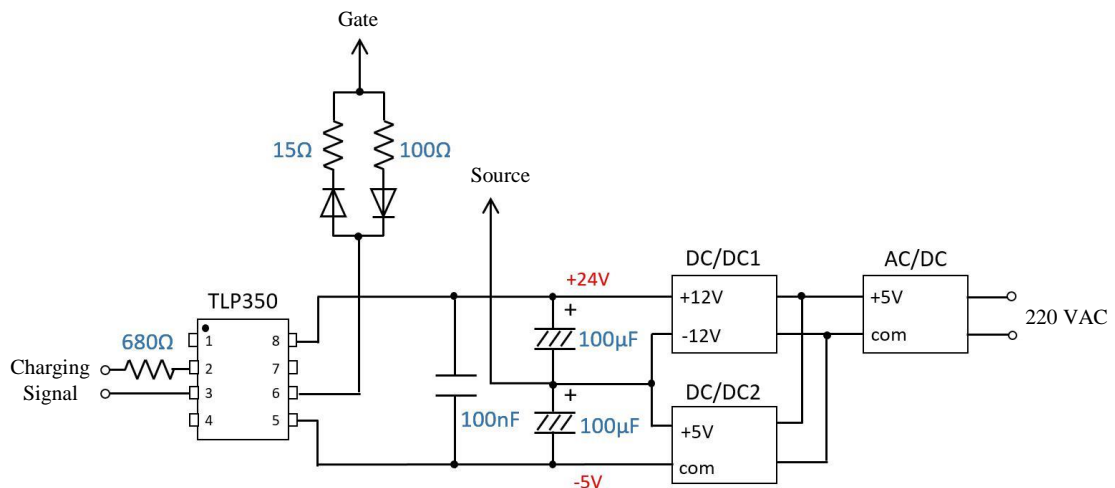 Gate
15Ω
100Ω
Source
+24V
DC/DC1
AC/DC
TLP350
+12V
+5V
-12V
com
220 VAC
680Ω
1
8
2
7
3
6
4
5
Charging
Signal
+
100µF
DC/DC2
+
100nF
100µF
+5V
com
-5V